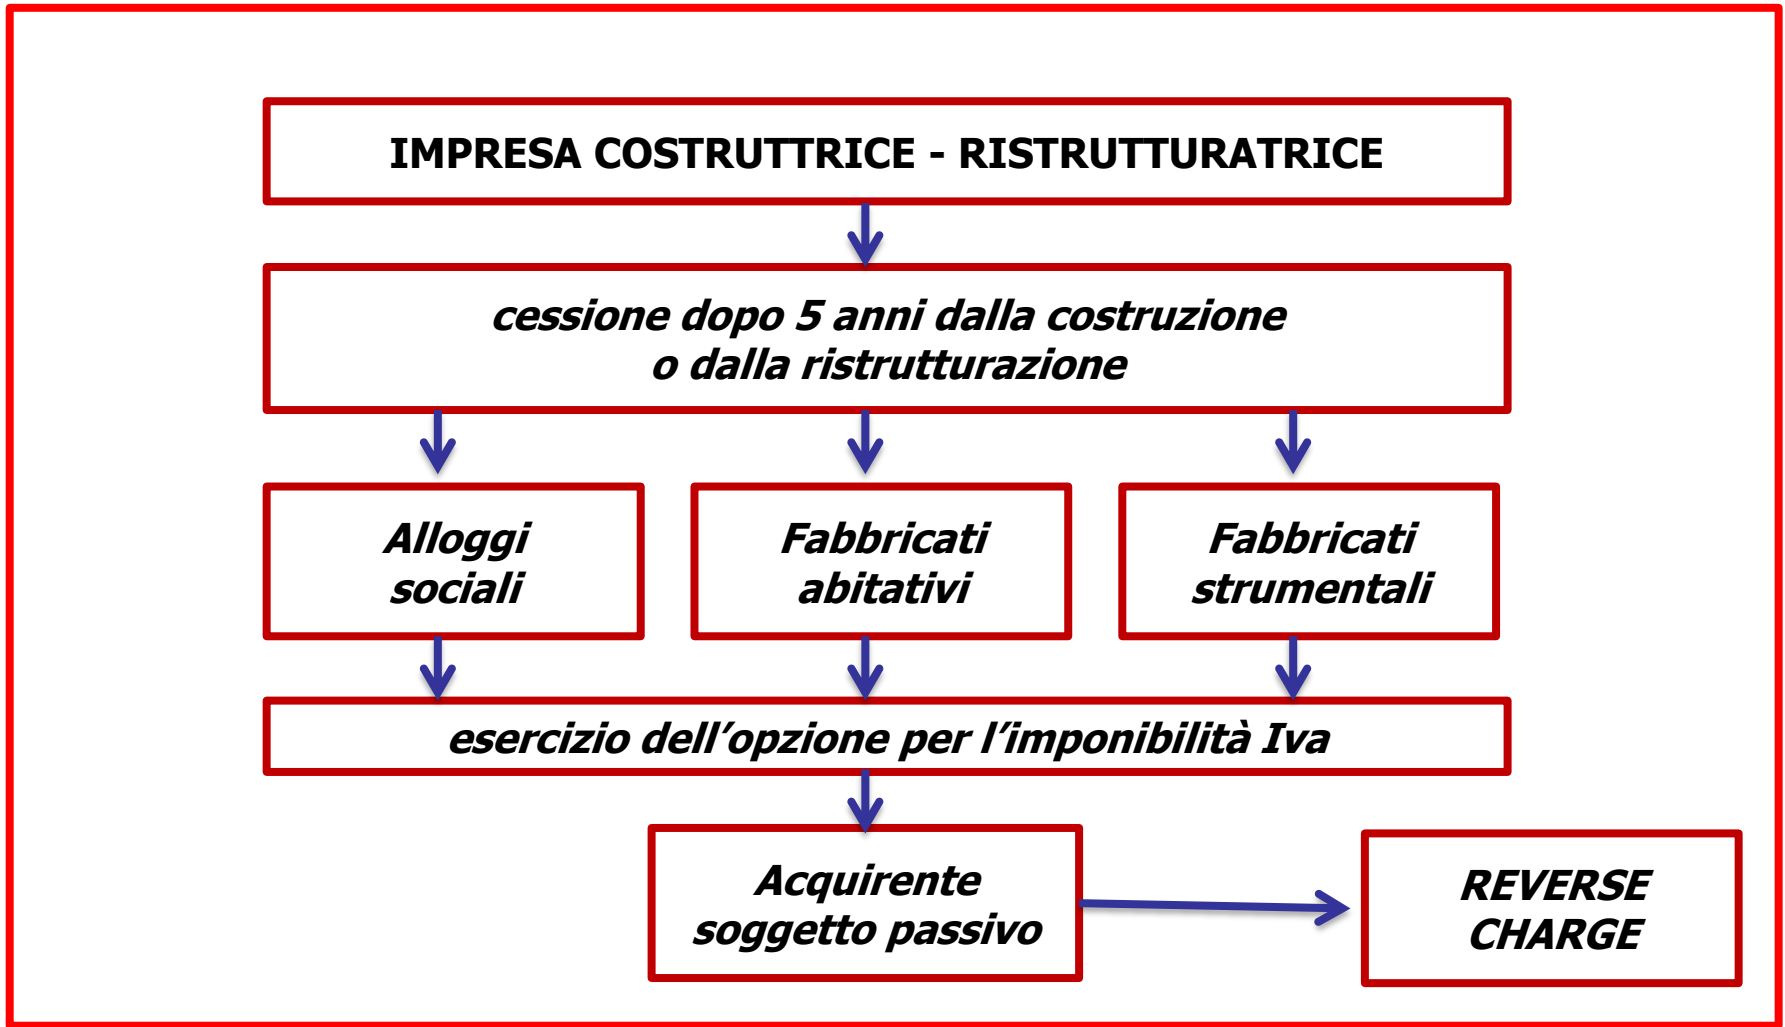 IMPRESA COSTRUTTRICE - RISTRUTTURATRICE
cessione dopo 5 anni dalla costruzione
o dalla ristrutturazione
Alloggi
sociali
Fabbricati
abitativi
Fabbricati
strumentali
esercizio dell’opzione per l’imponibilità Iva
Acquirente
soggetto passivo
REVERSE
CHARGE